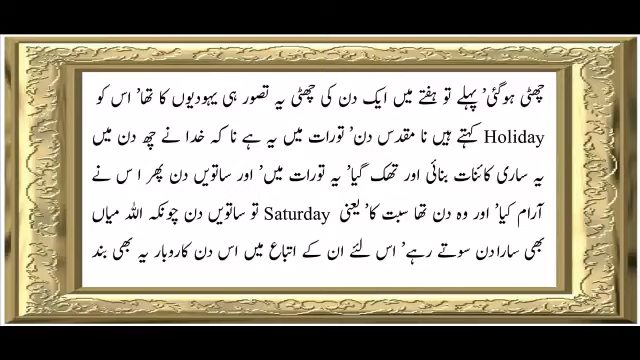 چھٹی ہوگئی' پہلے تو ہفتے میں ایک دن کی چھٹی یہ تصور ہی یہودیوں کا تھا' اس کو
Holiday کہتے ہیں نا مقدس دن' تورات میں یہ ہے نا کہ خدا نے چھ دن میں
یہ ساری کائنات بنائی اور تھک گیا' یہ تورات میں' اور ساتویں دن پھر ا س نے
آرام کیا' اور وہ دن تھا سبت کا' یعنی Saturday تو ساتویں دن چونکہ اللہ میاں
بھی سارا دن سوتے رہے' اس لئے ان کے اتباع میں اس دن کاروبار یہ بھی بند